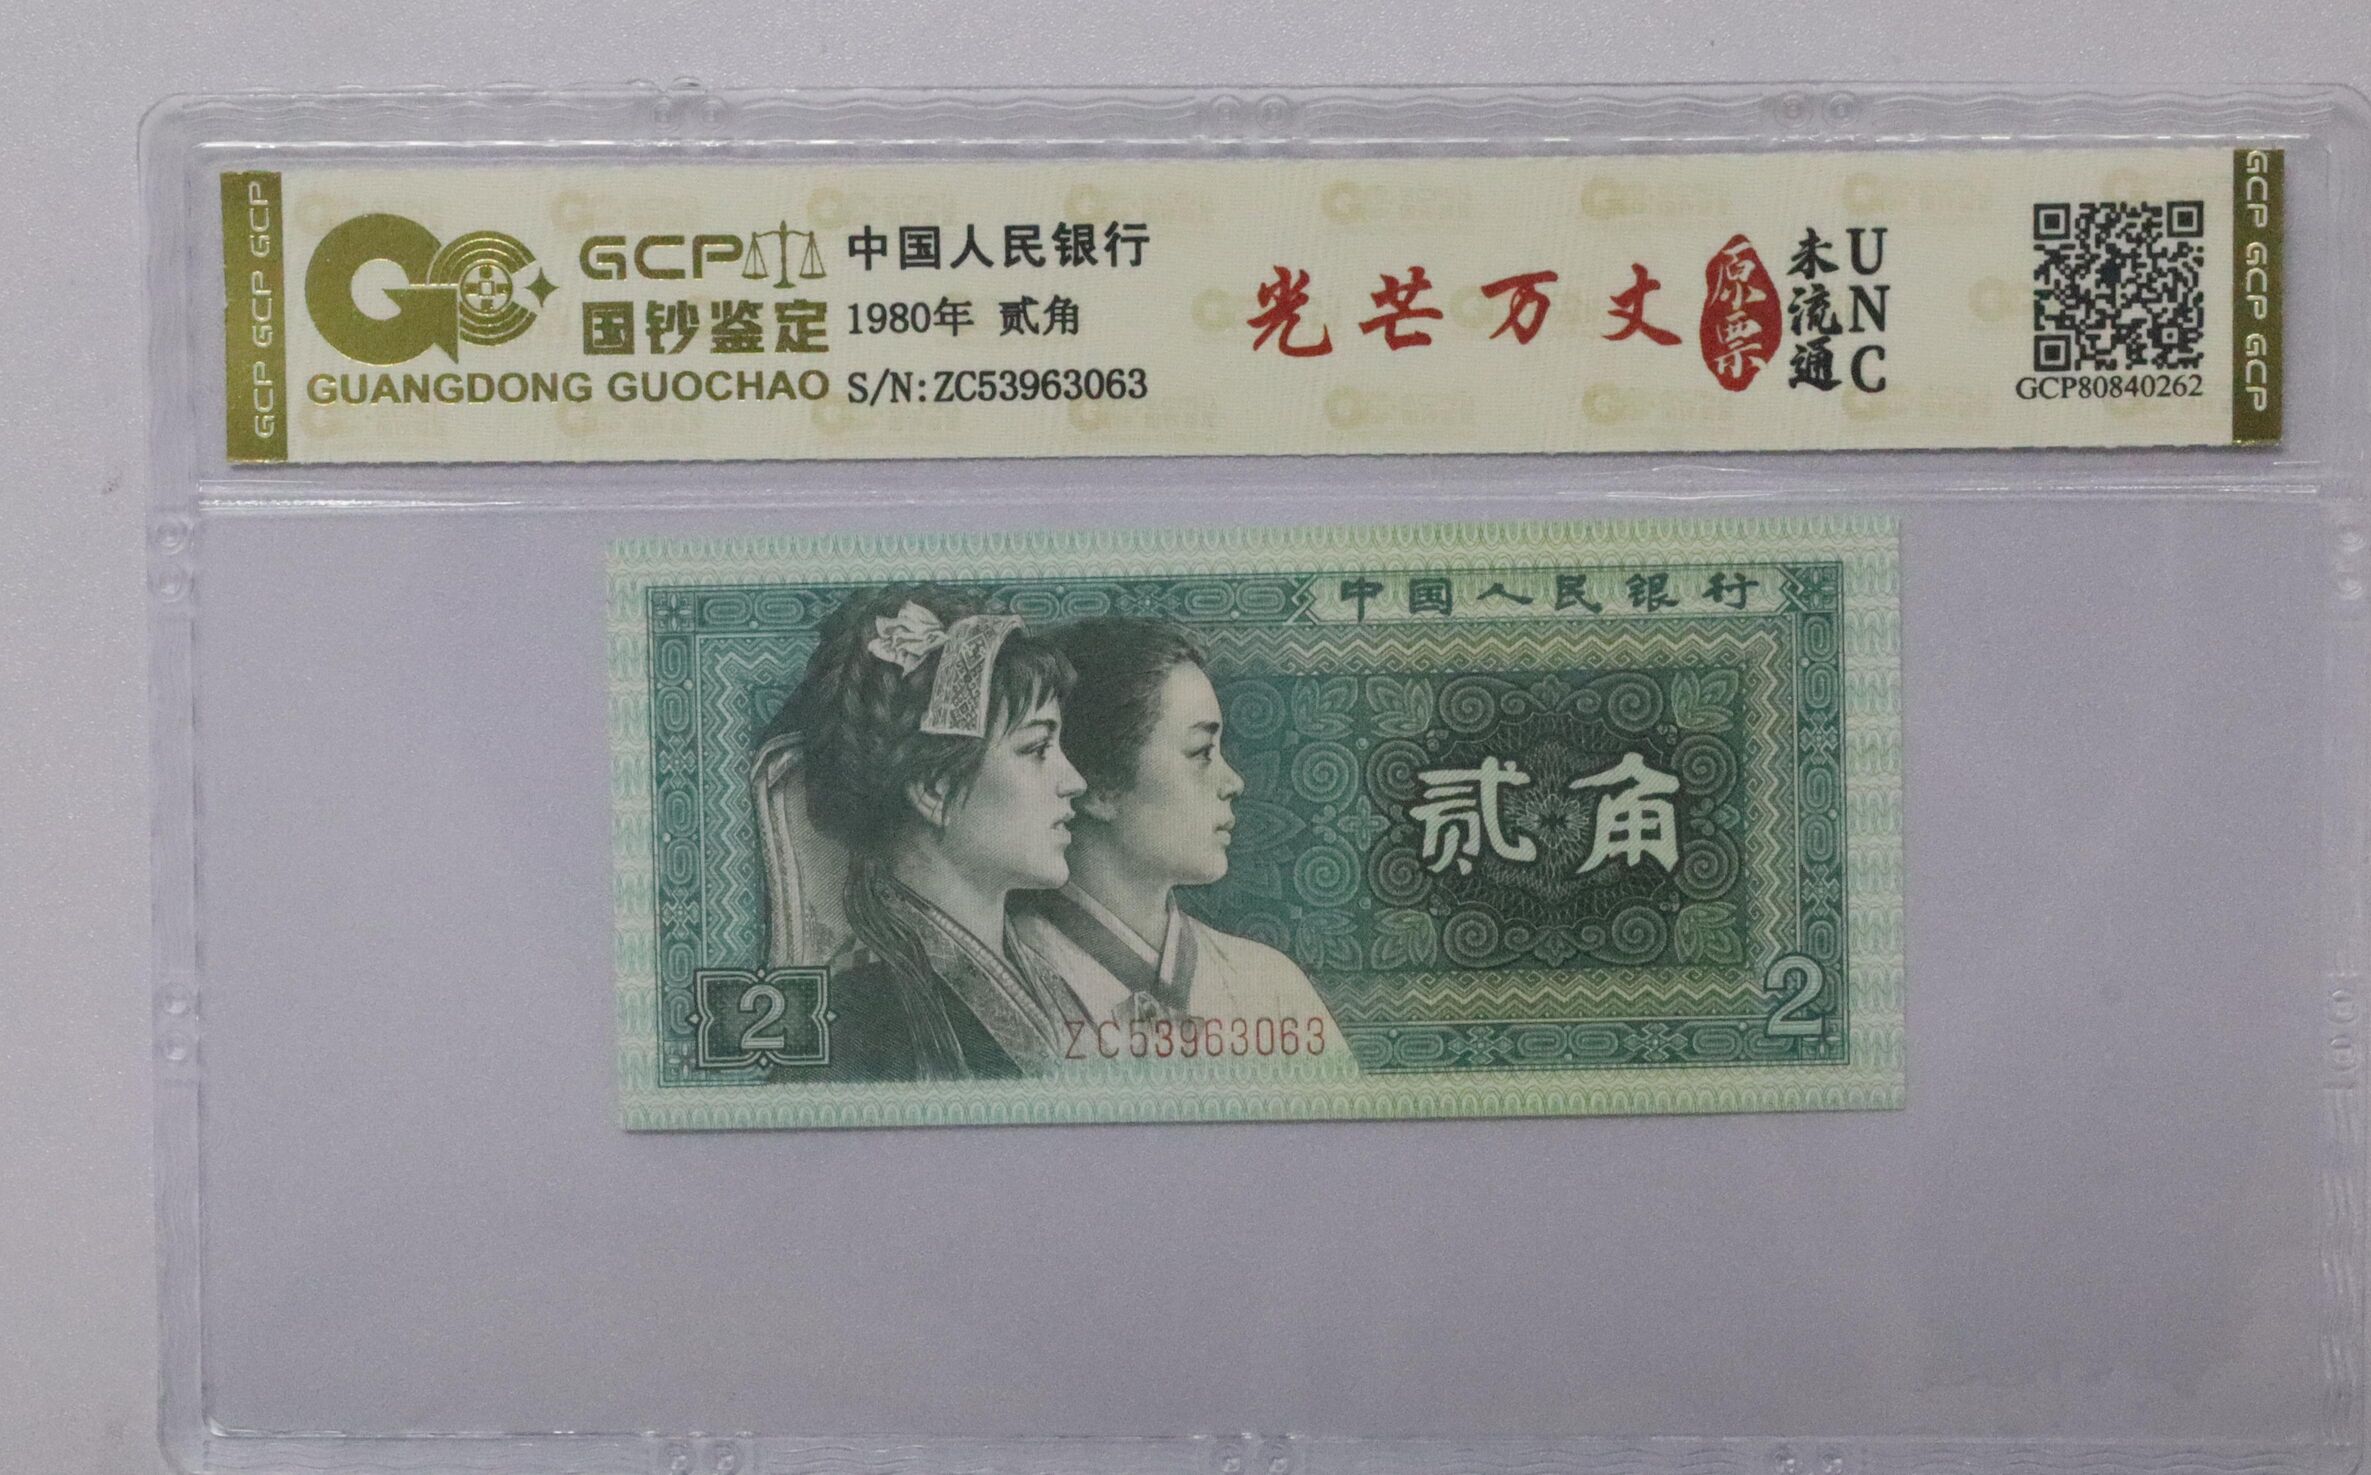 GCP GCP GCP
GCP
国钞鉴定
GUANGDONG GUOCHAO
中国人民银行
1980年 贰角
S/N:ZC53963063
光芒万丈
原票
未流通
UNC
GCP80840262
GCP GCP GCP
中国人民银行
贰角
2
2
ZC53963063